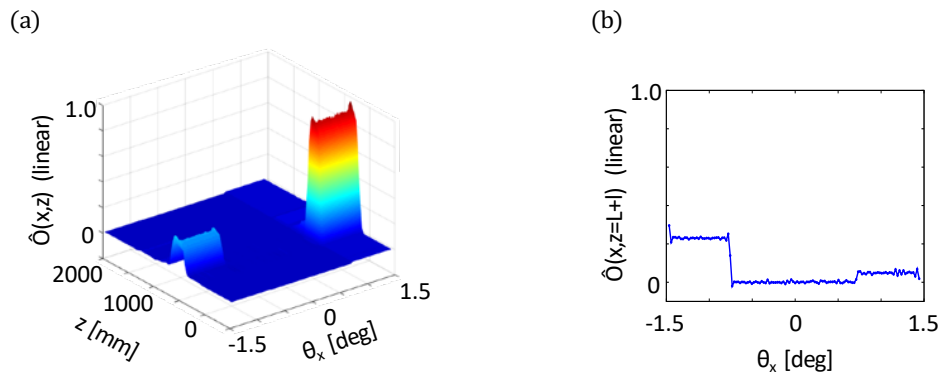 (a)
1.0
0
Ô(x,z) (linear)
2000
1000
0
z [mm]
-1.5
0
1.5
θx [deg]
(b)
1.0
0
Ô(x,z=L+l) (linear)
-1.5
0
1.5
θx [deg]